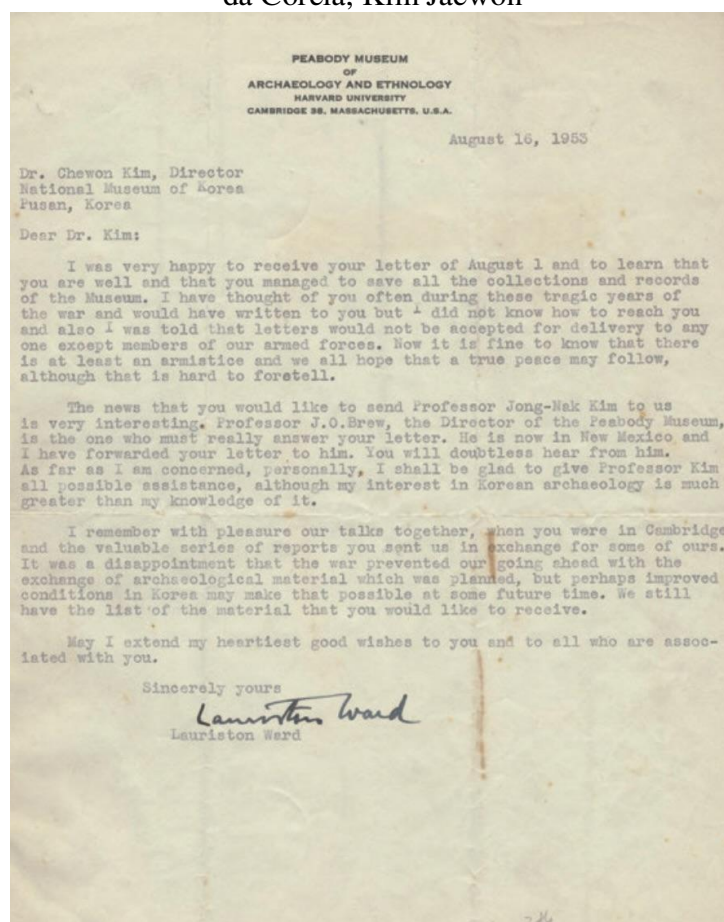 da Coreia, Kim Jaewon
PEABODY MUSEUM
OF
ARCHAEOLOGY AND ETHNOLOGY
HARVARD UNIVERSITY
CAMBRIDGE 38, MASSACHUSETTS, U.S.A.
August 16, 1953
Dr. Chewon Kim, Director
National Museum of Korea
Pusan, Korea
Dear Dr. Kim:
I was very happy to receive your letter of August 1 and to learn that
you are well and that you managed to save all the collections and records
of the Museum. I have thought of you often during these tragic years of
the war and would have written to you but I did not know how to reach you
and also I was told that letters would not be accepted for delivery to any
one except members of our armed forces. Now it is fine to know that there
is at least an armistice and we all hope that a true peace may follow,
although that is hard to foretell.
The news that you would like to send Professor Jong-Nak Kim to us
is very interesting. Professor J.O.Brew, the Director of the Peabody Museum,
is the one who must really answer your letter. He is now in New Mexico and
I have forwarded your letter to him. You will doubtless hear from him.
As far as I am concerned, personally, I shall be glad to give Professor Kim
all possible assistance, although my interest in Korean archaeology is much
greater than my knowledge of it.
I remember with pleasure our talks together, when you were in Cambridge
and the valuable series of reports you sent us in exchange for some of ours.
It was a disappointment that the war prevented our going ahead with the
exchange of archaeological material which was planned, but perhaps improved
conditions in Korea may make that possible at some future time. We still
have the list of the material that you would like to receive.
May I extend my heartiest good wishes to you and to all who are assoc-
iated with you.
Sincerely yours
Lauriston Ward
Lauriston Ward